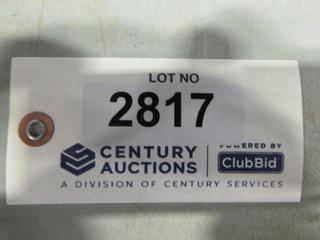 LOT NO
2817
CENTURY
AUCTIONS
POWERED BY
ClubBid
A DIVISION OF CENTURY SERVICES